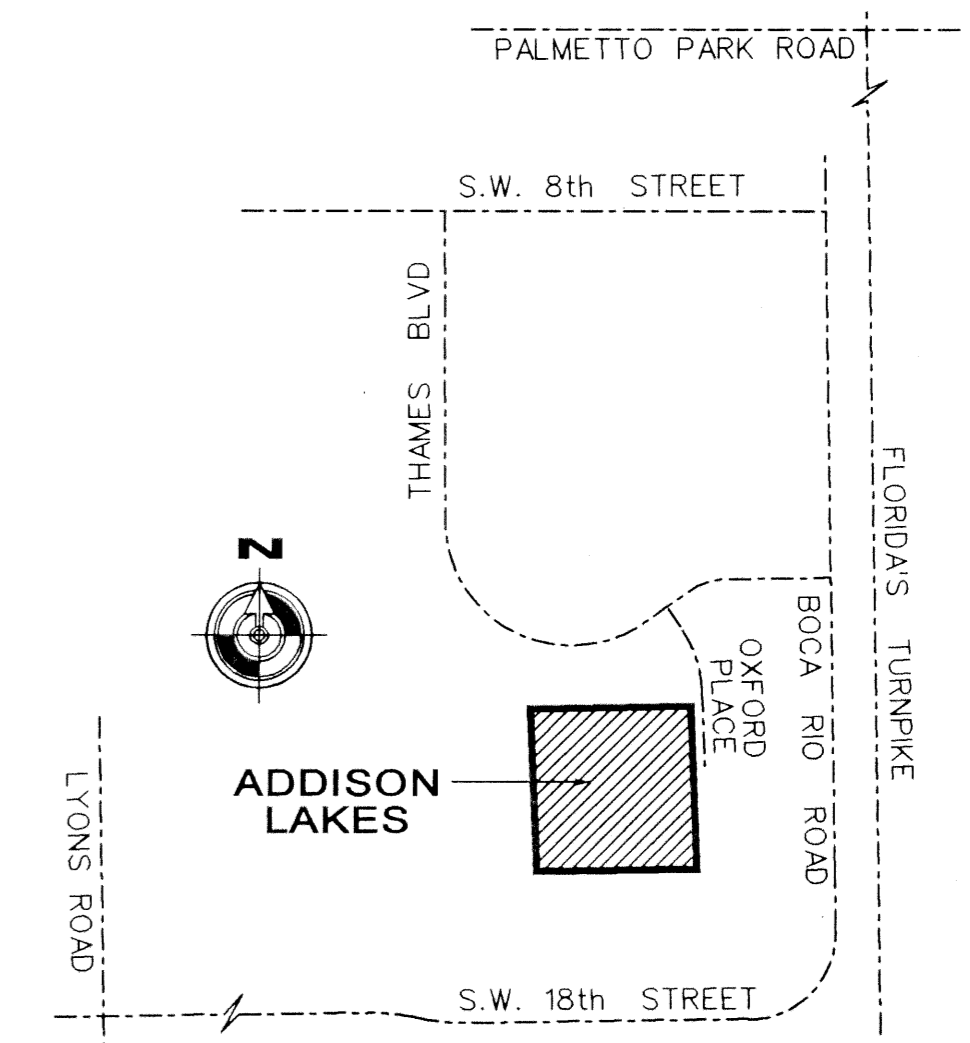 PALMETTO PARK ROAD
S.W. 8th STREET
THAMES BLVD
FLORIDA'S TURNPIKE
N
BOCA RIO ROAD
OXFORD
PLACE
ADDISON
LAKES
LYONS ROAD
S.W. 18th STREET